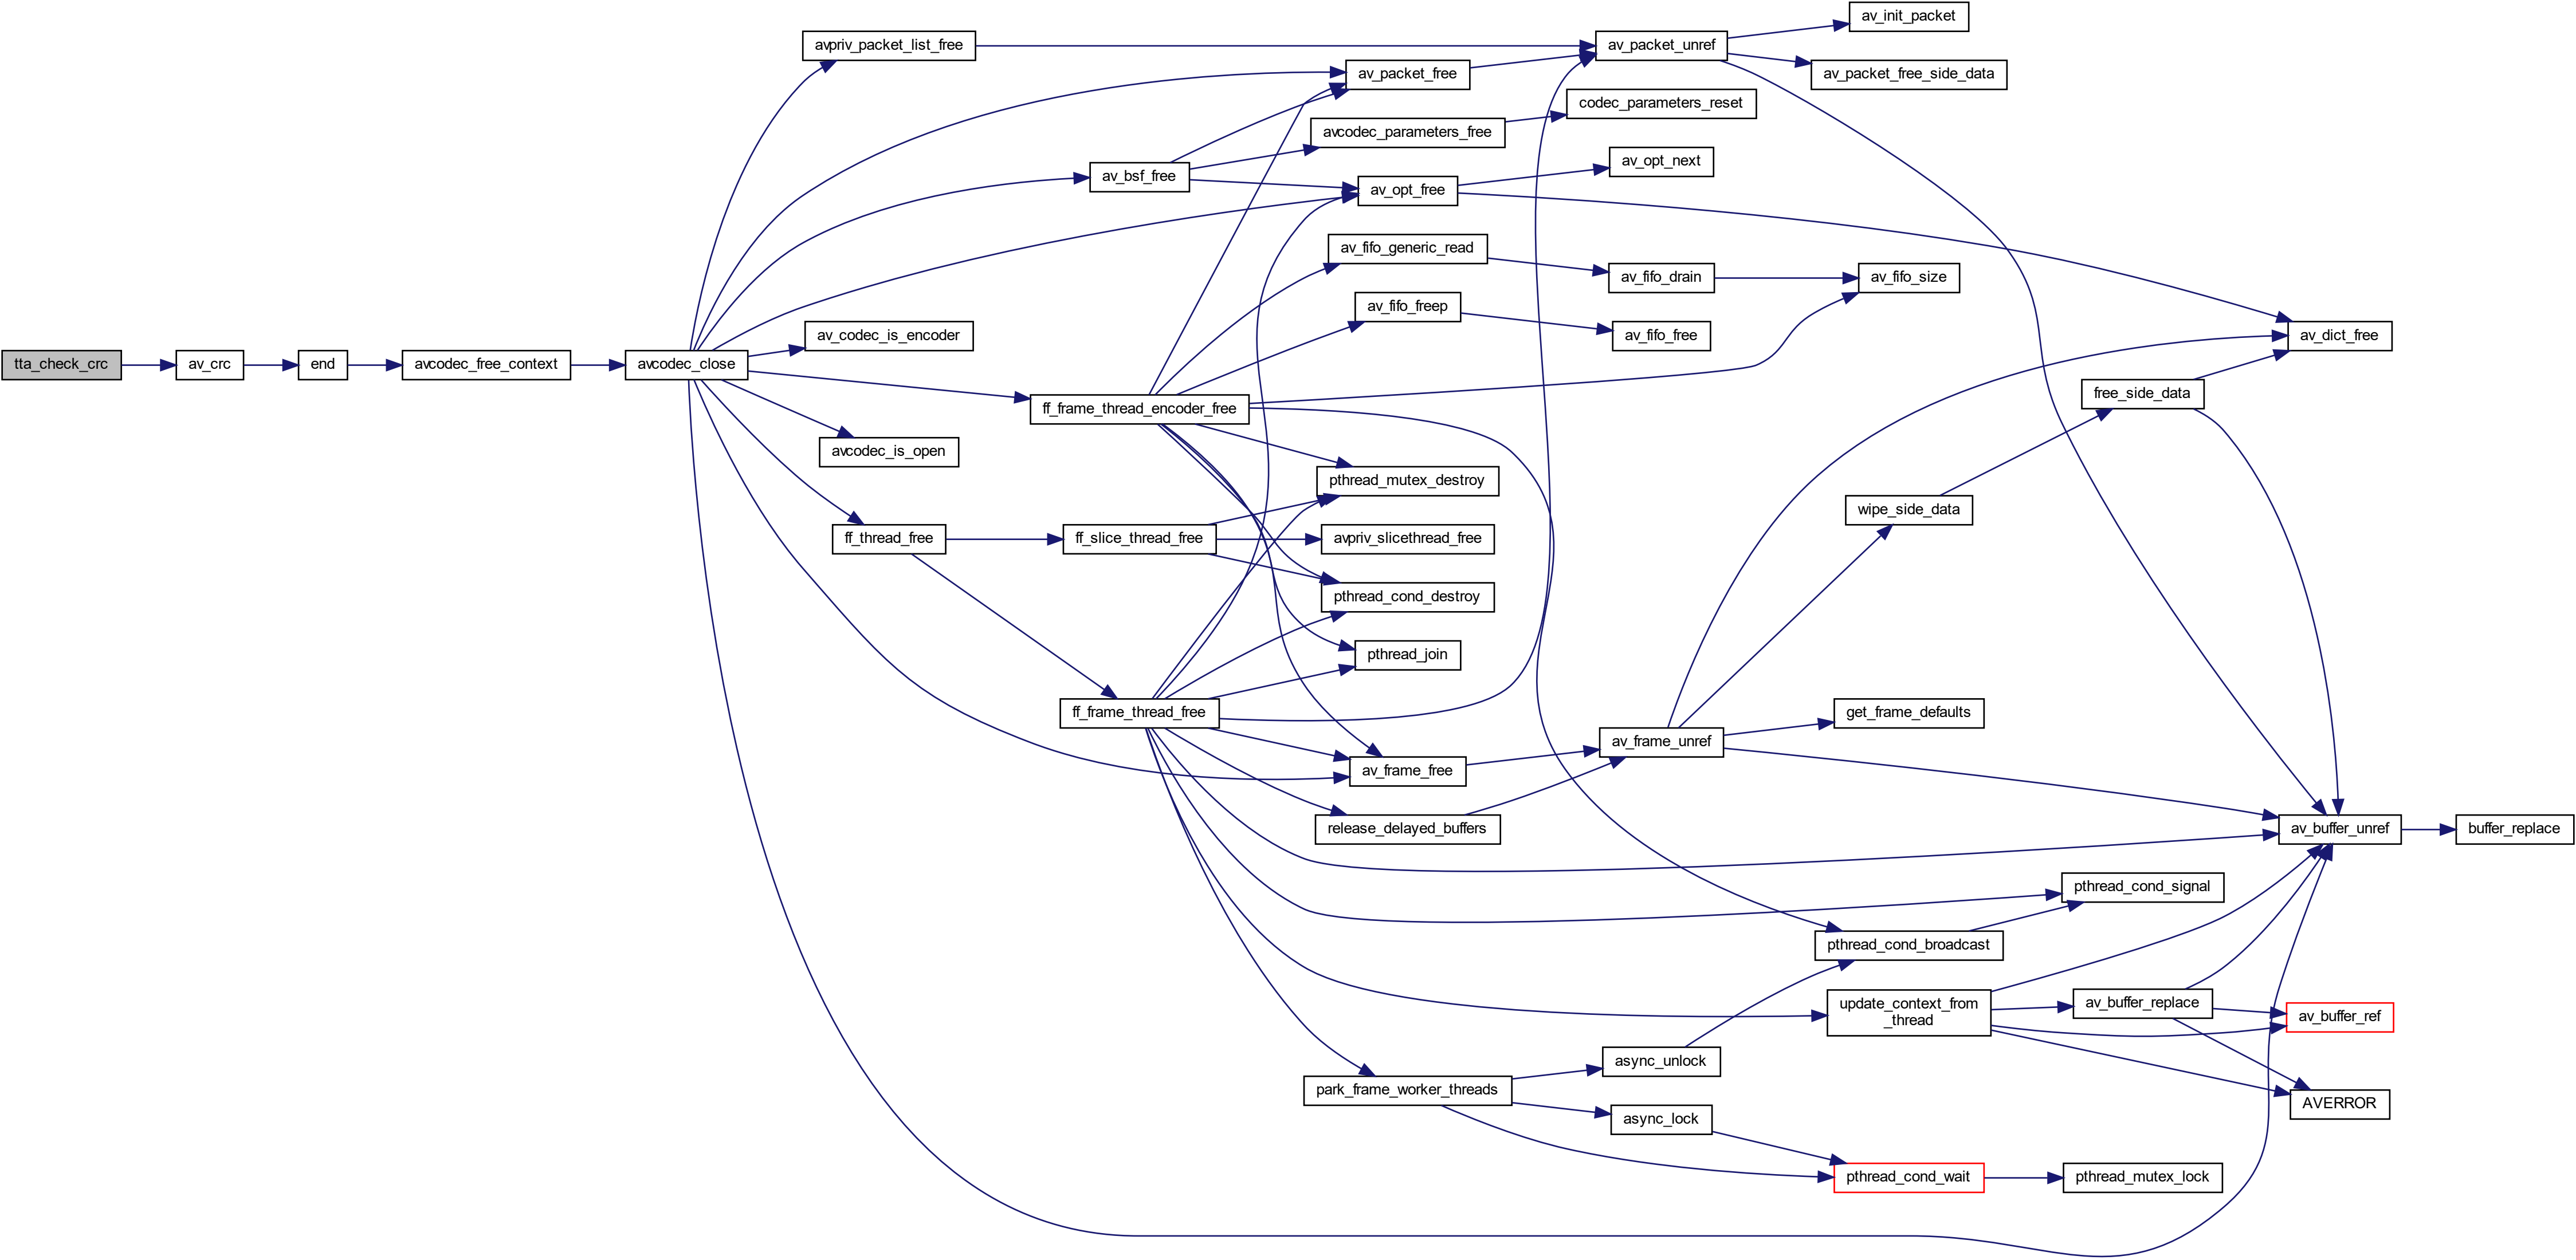 tta_check_crc
av_crc
end
avcodec_free_context
avcodec_close
avpriv_packet_list_free
av_codec_is_encoder
avcodec_is_open
ff_thread_free
av_bsf_free
ff_frame_thread_encoder_free
ff_slice_thread_free
ff_frame_thread_free
av_packet_free
avcodec_parameters_free
av_opt_free
av_fifo_generic_read
av_fifo_freep
pthread_mutex_destroy
avpriv_slicethread_free
pthread_cond_destroy
pthread_join
av_frame_free
release_delayed_buffers
park_frame_worker_threads
av_packet_unref
codec_parameters_reset
av_opt_next
av_fifo_drain
av_fifo_free
av_frame_unref
async_unlock
async_lock
av_init_packet
av_packet_free_side_data
av_fifo_size
wipe_side_data
get_frame_defaults
pthread_cond_broadcast
update_context_from
_thread
pthread_cond_wait
free_side_data
pthread_cond_signal
av_buffer_replace
pthread_mutex_lock
av_dict_free
av_buffer_unref
av_buffer_ref
AVERROR
buffer_replace